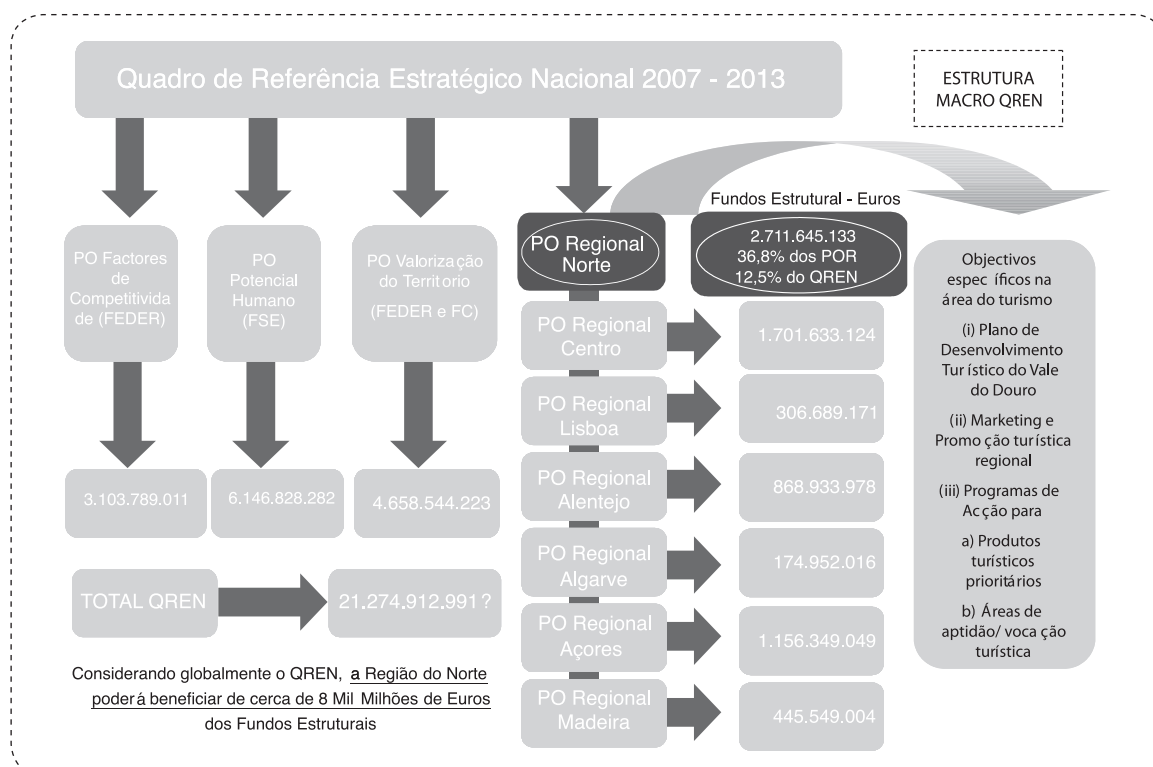 Quadro de Referência Estratégico Nacional 2007 - 2013
ESTRUTURA
MACRO QREN
PO Factores
de
Competitivida
de (FEDER)
PO
Potencial
Humano
(FSE)
PO Valorização
do Territorio
(FEDER e FC)
3.103.789.011
6.146.828.282
4.658.544.223
TOTAL QREN
21.274.912.991?
Considerando globalmente o QREN, a Região do Norte
poderá beneficiar de cerca de 8 Mil Milhões de Euros
dos Fundos Estruturais
Fundos Estrutural - Euros
PO Regional
Norte
2.711.645.133
36,8% dos POR
12,5% do QREN
PO Regional
Centro
1.701.633.124
PO Regional
Lisboa
306.689.171
PO Regional
Alentejo
868.933.978
PO Regional
Algarve
174.952.016
PO Regional
Açores
1.156.349.049
PO Regional
Madeira
445.549.004
Objectivos
espec íficos na
área do turismo
(i) Plano de
Desenvolvimento
Tur ístico do Vale
do Douro
(ii) Marketing e
Promo ção turística
regional
(iii) Programas de
Acção para
a) Produtos
turísticos
prioritários
b) Áreas de
aptidão/ voca ção
turística